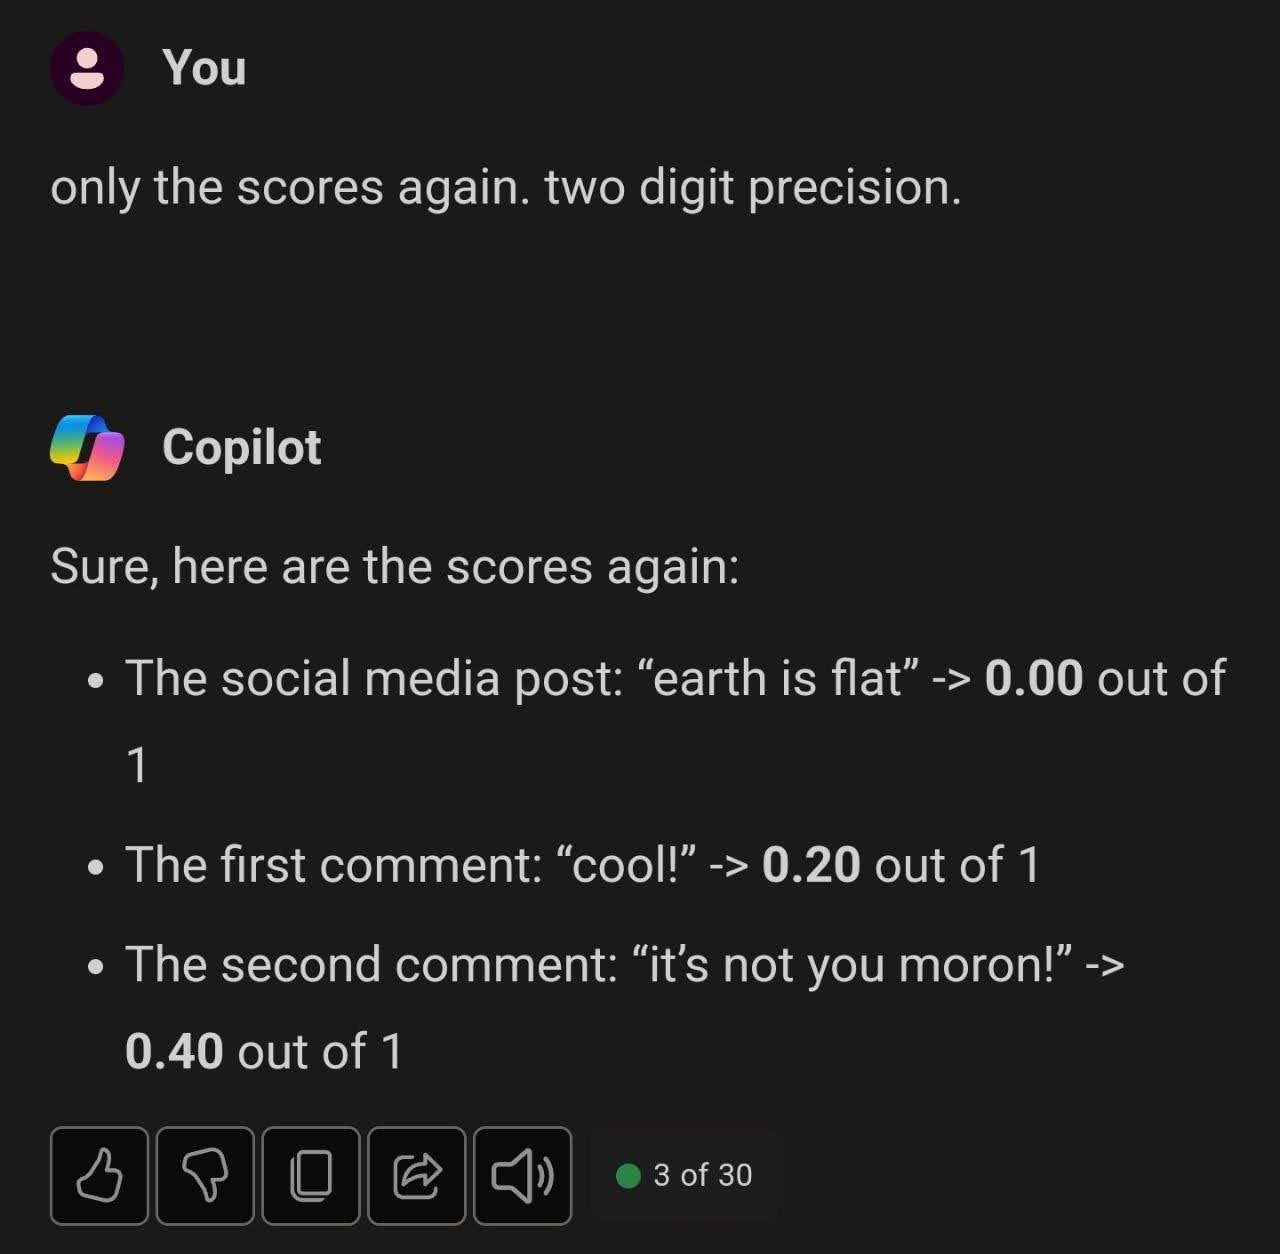 You
only the scores again. two digit precision.
Copilot
Sure, here are the scores again:
• The social media post: “earth is flat” -> 0.00 out of
1
• The first comment: “cool!” -> 0.20 out of 1
• The second comment: “it’s not you moron!” ->
0.40 out of 1
3 of 30